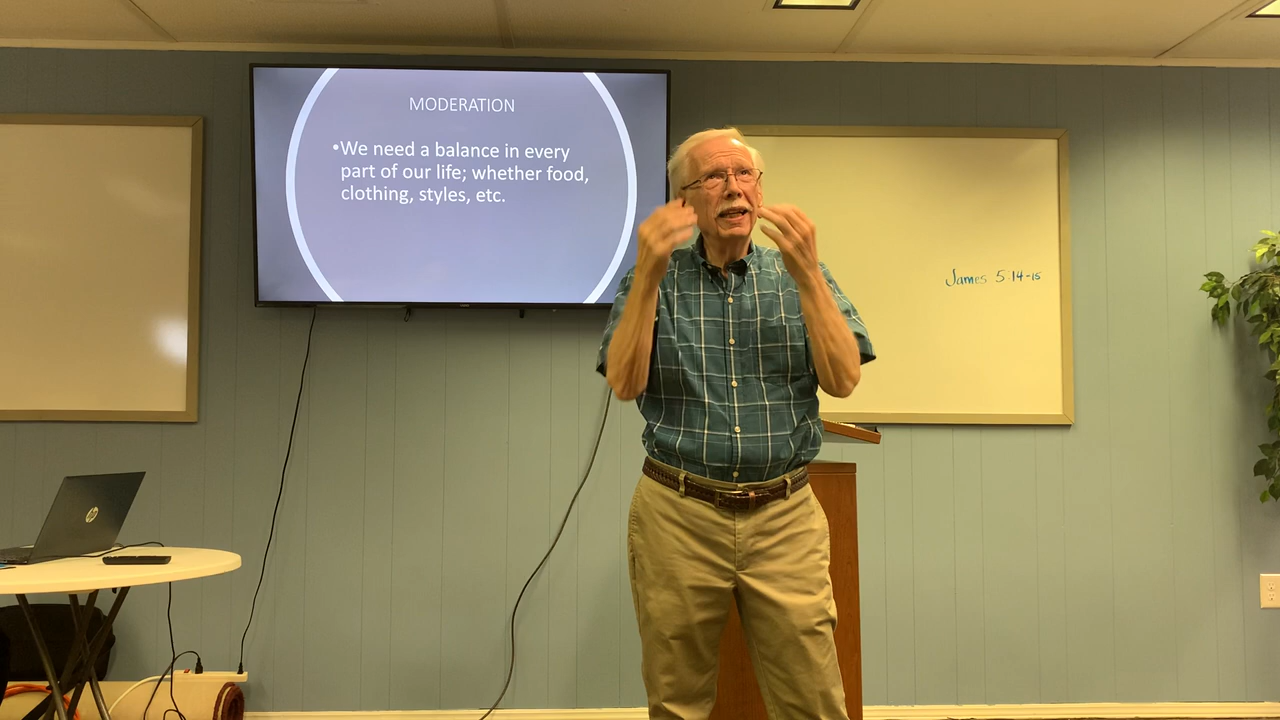 MODERATION
•We need a balance in every
part of our life; whether food,
clothing, styles, etc.
James 5:14-15
hp